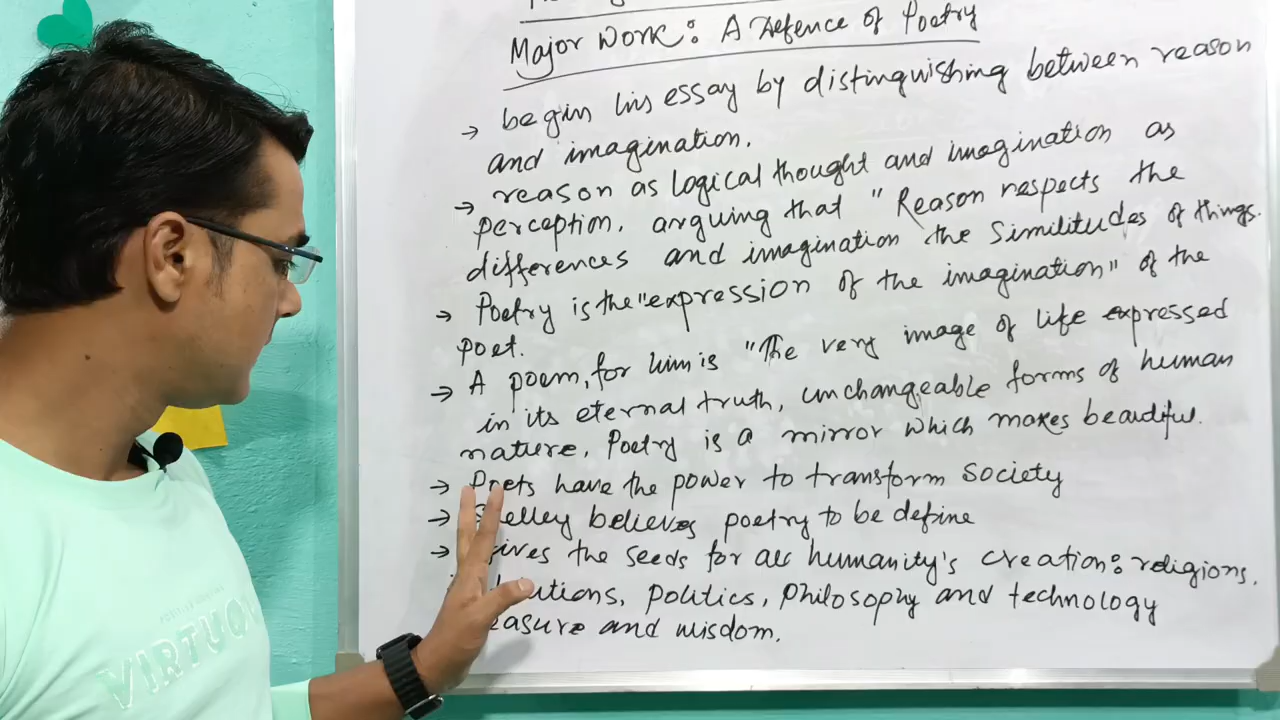 Major Work: A Defence of Poetry
→ begin his essay by distinguishing between reason
and imagination.
→ reason as logical thought and imagination as
perception, arguing that "Reason respects the
differences and imagination the similitudes of things.
→ Poetry is the "expression of the imagination" of the
poet.
→ A poem, for him is "The very image of life expressed
in its eternal truth, unchangeable forms of human
nature, Poetry is a mirror which makes beautiful.
→ Poets have the power to transform society
→ Shelley believes poetry to be define
→ the seeds for all humanity's creation: religions,
politics, philosophy and technology
and wisdom.
VIRTUO